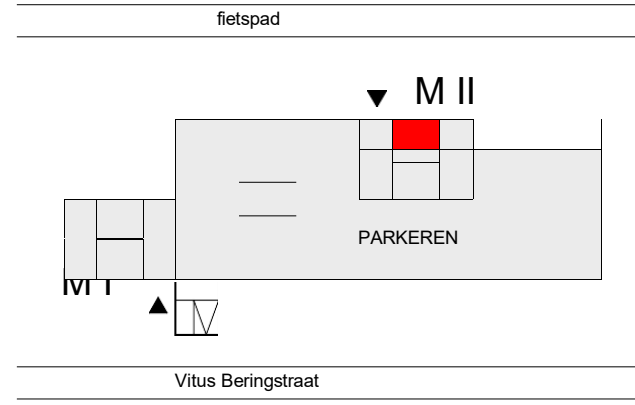 fietspad
M II
PARKEREN
M I
Vitus Beringstraat